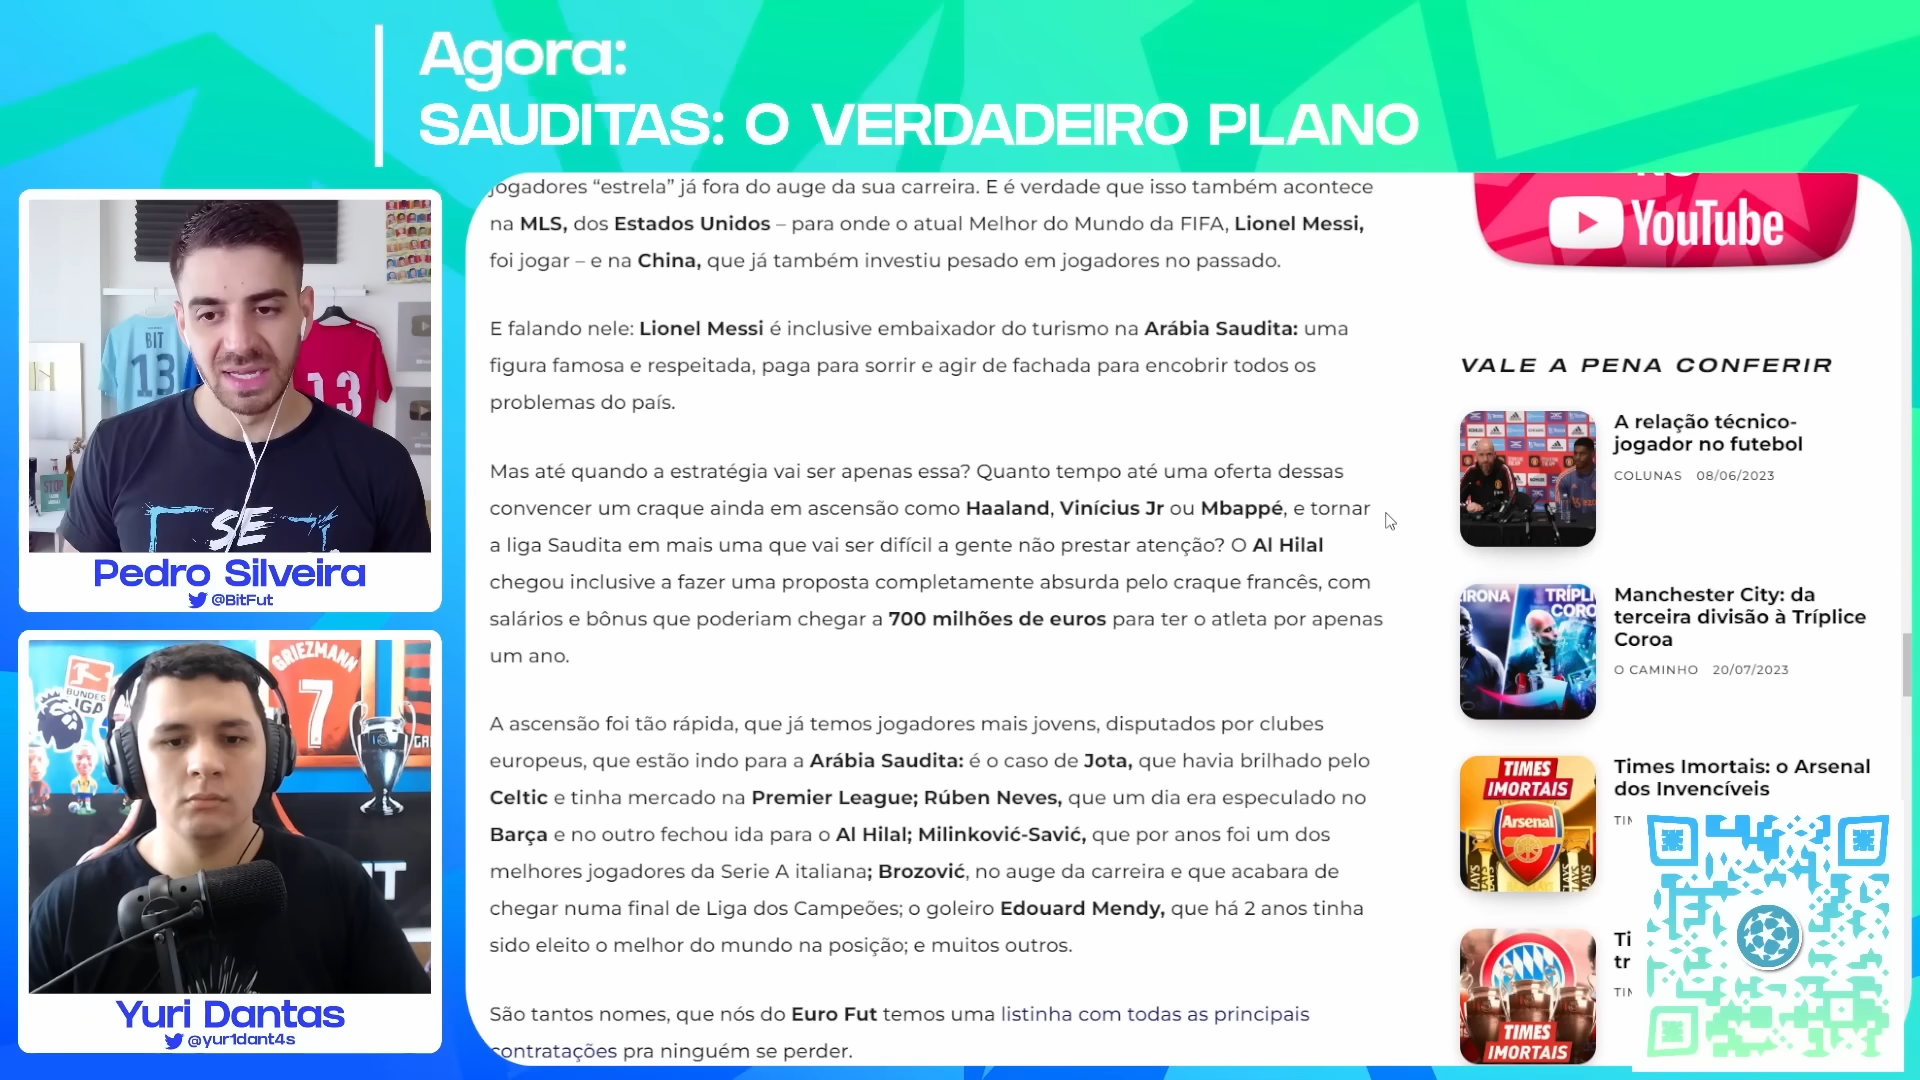 Agora:
SAUDITAS: O VERDADEIRO PLANO
BIT
13
13
STOP
SE
Pedro Silveira
@BitFut
BUNDES
LIGA
GRIEZMANN
7
Yuri Dantas
@yur1dant4s
jogadores “estrela” já fora do auge da sua carreira. E é verdade que isso também acontece
na MLS, dos Estados Unidos – para onde o atual Melhor do Mundo da FIFA, Lionel Messi,
foi jogar – e na China, que já também investiu pesado em jogadores no passado.
E falando nele: Lionel Messi é inclusive embaixador do turismo na Arábia Saudita: uma
figura famosa e respeitada, paga para sorrir e agir de fachada para encobrir todos os
problemas do país.
Mas até quando a estratégia vai ser apenas essa? Quanto tempo até uma oferta dessas
convencer um craque ainda em ascensão como Haaland, Vinícius Jr ou Mbappé, e tornar
a liga Saudita em mais uma que vai ser difícil a gente não prestar atenção? O Al Hilal
chegou inclusive a fazer uma proposta completamente absurda pelo craque francês, com
salários e bônus que poderiam chegar a 700 milhões de euros para ter o atleta por apenas
um ano.
A ascensão foi tão rápida, que já temos jogadores mais jovens, disputados por clubes
europeus, que estão indo para a Arábia Saudita: é o caso de Jota, que havia brilhado pelo
Celtic e tinha mercado na Premier League; Rúben Neves, que um dia era especulado no
Barça e no outro fechou ida para o Al Hilal; Milinković-Savić, que por anos foi um dos
melhores jogadores da Serie A italiana; Brozović, no auge da carreira e que acabara de
chegar numa final de Liga dos Campeões; o goleiro Edouard Mendy, que há 2 anos tinha
sido eleito o melhor do mundo na posição; e muitos outros.
São tantos nomes, que nós do Euro Fut temos uma listinha com todas as principais
contratações pra ninguém se perder.
YouTube
VALE A PENA CONFERIR
A relação técnico-
jogador no futebol
COLUNAS 08/06/2023
Manchester City: da
terceira divisão à Tríplice
Coroa
O CAMINHO 20/07/2023
TIMES
IMORTAIS
Arsenal
Times Imortais: o Arsenal
dos Invencíveis
TIMES
IMORTAIS